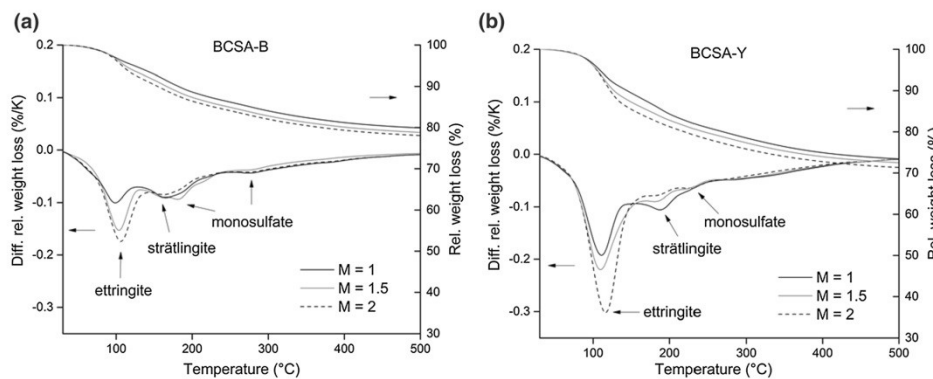 (a)
BCSA-B
0.2
0.1
0.0
-0.1
-0.2
-0.3
Diff. rel. weight loss (%/K)
100
90
80
70
60
50
40
30
Rel. weight loss (%)
monosulfate
strätlingite
ettringite
M = 1
M = 1.5
M = 2
100
200
300
400
500
Temperature (°C)
(b)
BCSA-Y
0.2
0.1
0.0
-0.1
-0.2
-0.3
Diff. rel. weight loss (%/K)
100
90
80
70
60
50
40
30
Rel. weight loss (%)
monosulfate
strätlingite
ettringite
M = 1
M = 1.5
M = 2
100
200
300
400
500
Temperature (°C)